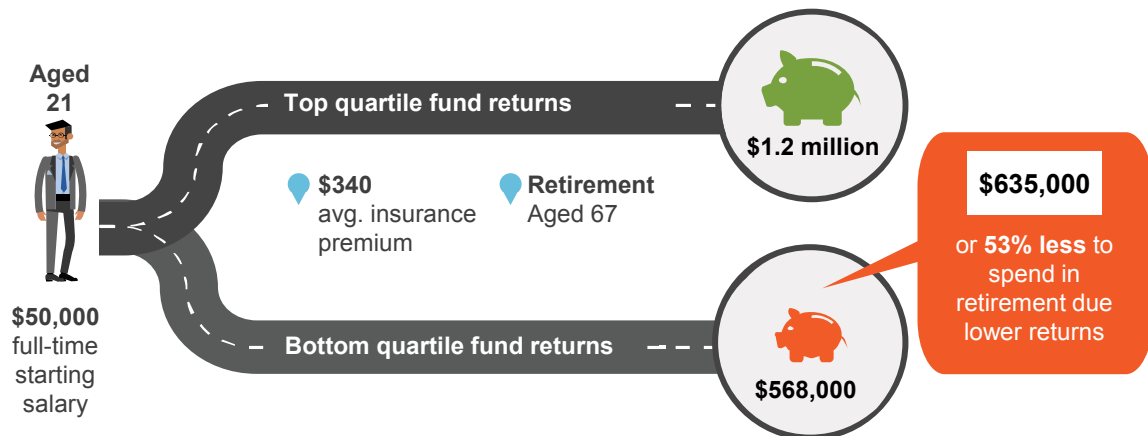 Aged
21
$50,000
full-time
starting
salary
Top quartile fund returns
$340
avg. insurance
premium
Retirement
Aged 67
Bottom quartile fund returns
$1.2 million
$568,000
$635,000
or 53% less to
spend in
retirement due
lower returns